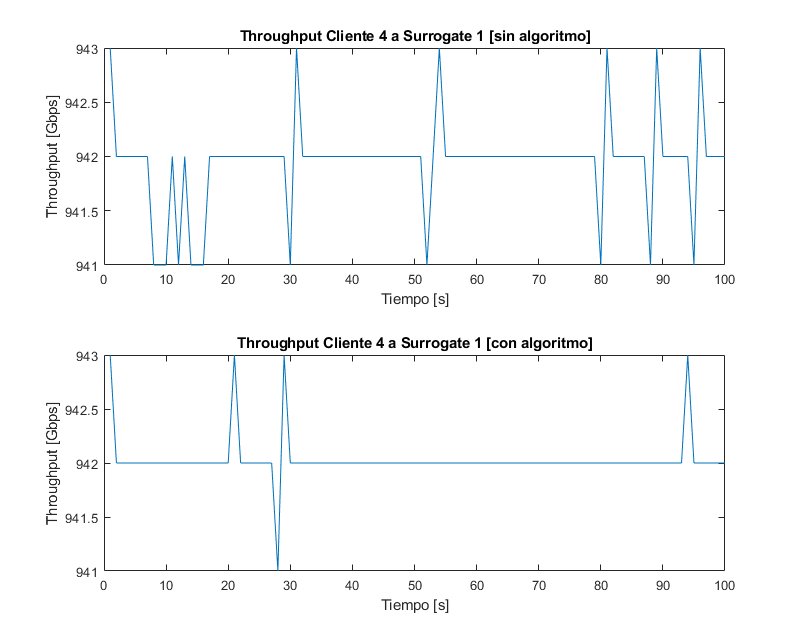 Throughput Cliente 4 a Surrogate 1 [sin algoritmo]
943
942.5
942
941.5
941
Throughput [Gbps]
0 10 20 30 40 50 60 70 80 90 100
Tiempo [s]
Throughput Cliente 4 a Surrogate 1 [con algoritmo]
943
942.5
942
941.5
941
Throughput [Gbps]
0 10 20 30 40 50 60 70 80 90 100
Tiempo [s]